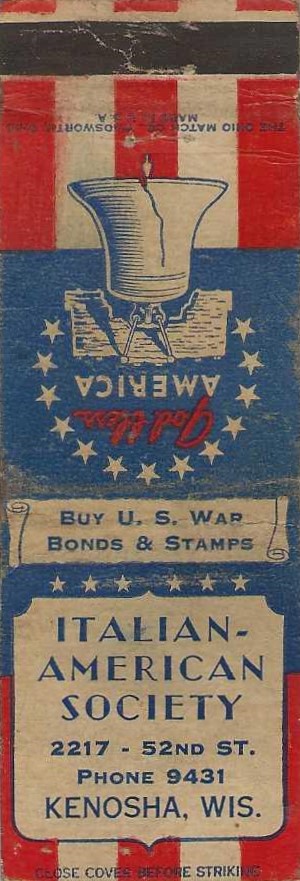 THE OHIO MATCH CO. WADSWORTH, OHIO
MADE IN U.S.A.
God bless
AMERICA
BUY U. S. WAR
BONDS & STAMPS
ITALIAN-
AMERICAN
SOCIETY
2217 - 52ND ST.
PHONE 9431
KENOSHA, WIS.
CLOSE COVER BEFORE STRIKING